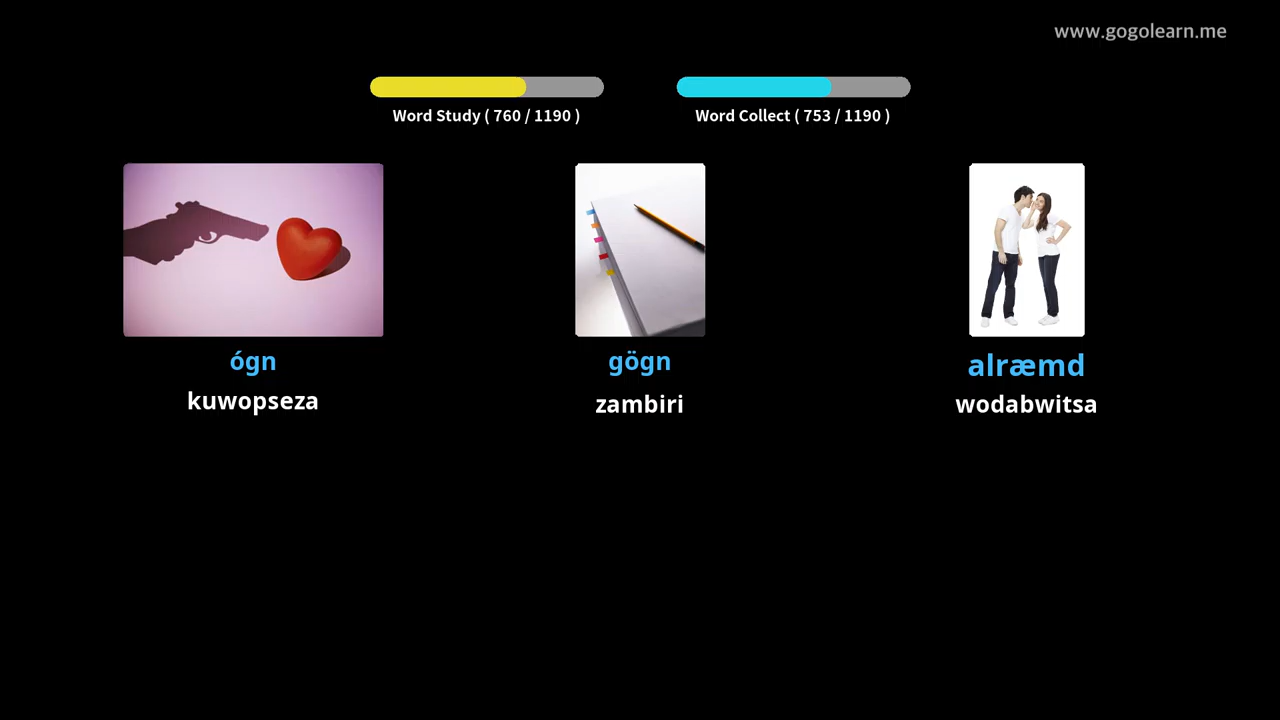 www.gogolearn.me
Word Study ( 760 / 1190 )
Word Collect ( 753 / 1190 )
ógn
kuwopseza
gögn
zambiri
alræmd
wodabwitsa